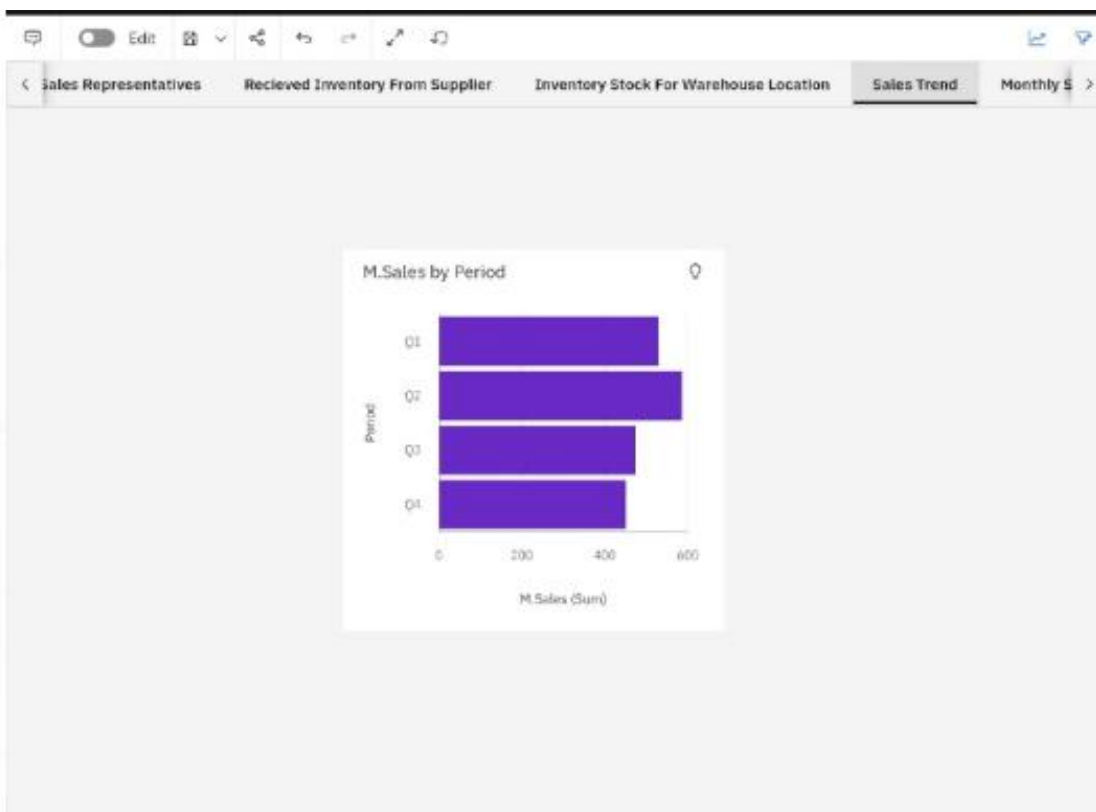 Edit
Sales Representatives
Recieved Inventory From Supplier
Inventory Stock For Warehouse Location
Sales Trend
Monthly S
M.Sales by Period
Q1
Q2
Q3
Q4
Period
0 200 400 600
M.Sales (Sum)